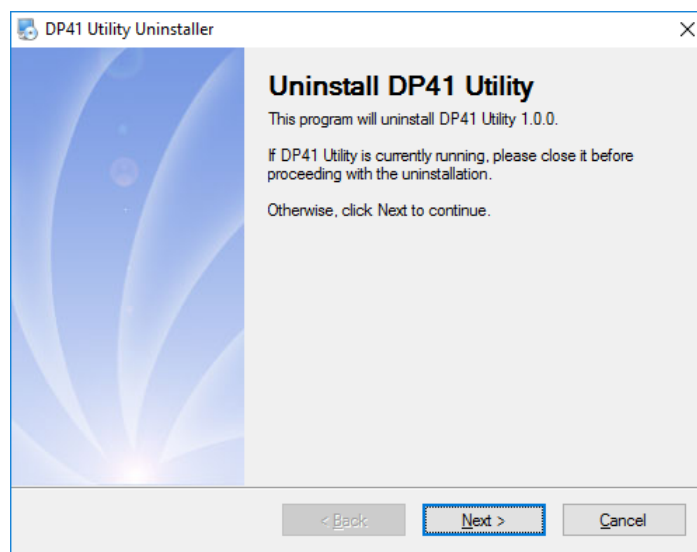 DP41 Utility Uninstaller
Uninstall DP41 Utility
This program will uninstall DP41 Utility 1.0.0.
If DP41 Utility is currently running, please close it before
proceeding with the uninstallation.
Otherwise, click Next to continue.
< Back Next > Cancel